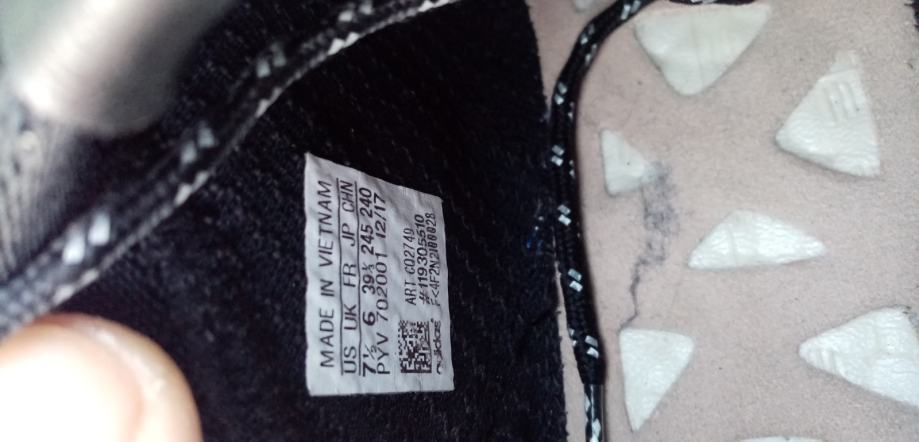 MADE IN VIETNAM
US UK FR JP CHN
7½ 6 39⅓ 245 240
PYV 702001 12/17
ART CQ2749
#119305510
adidas